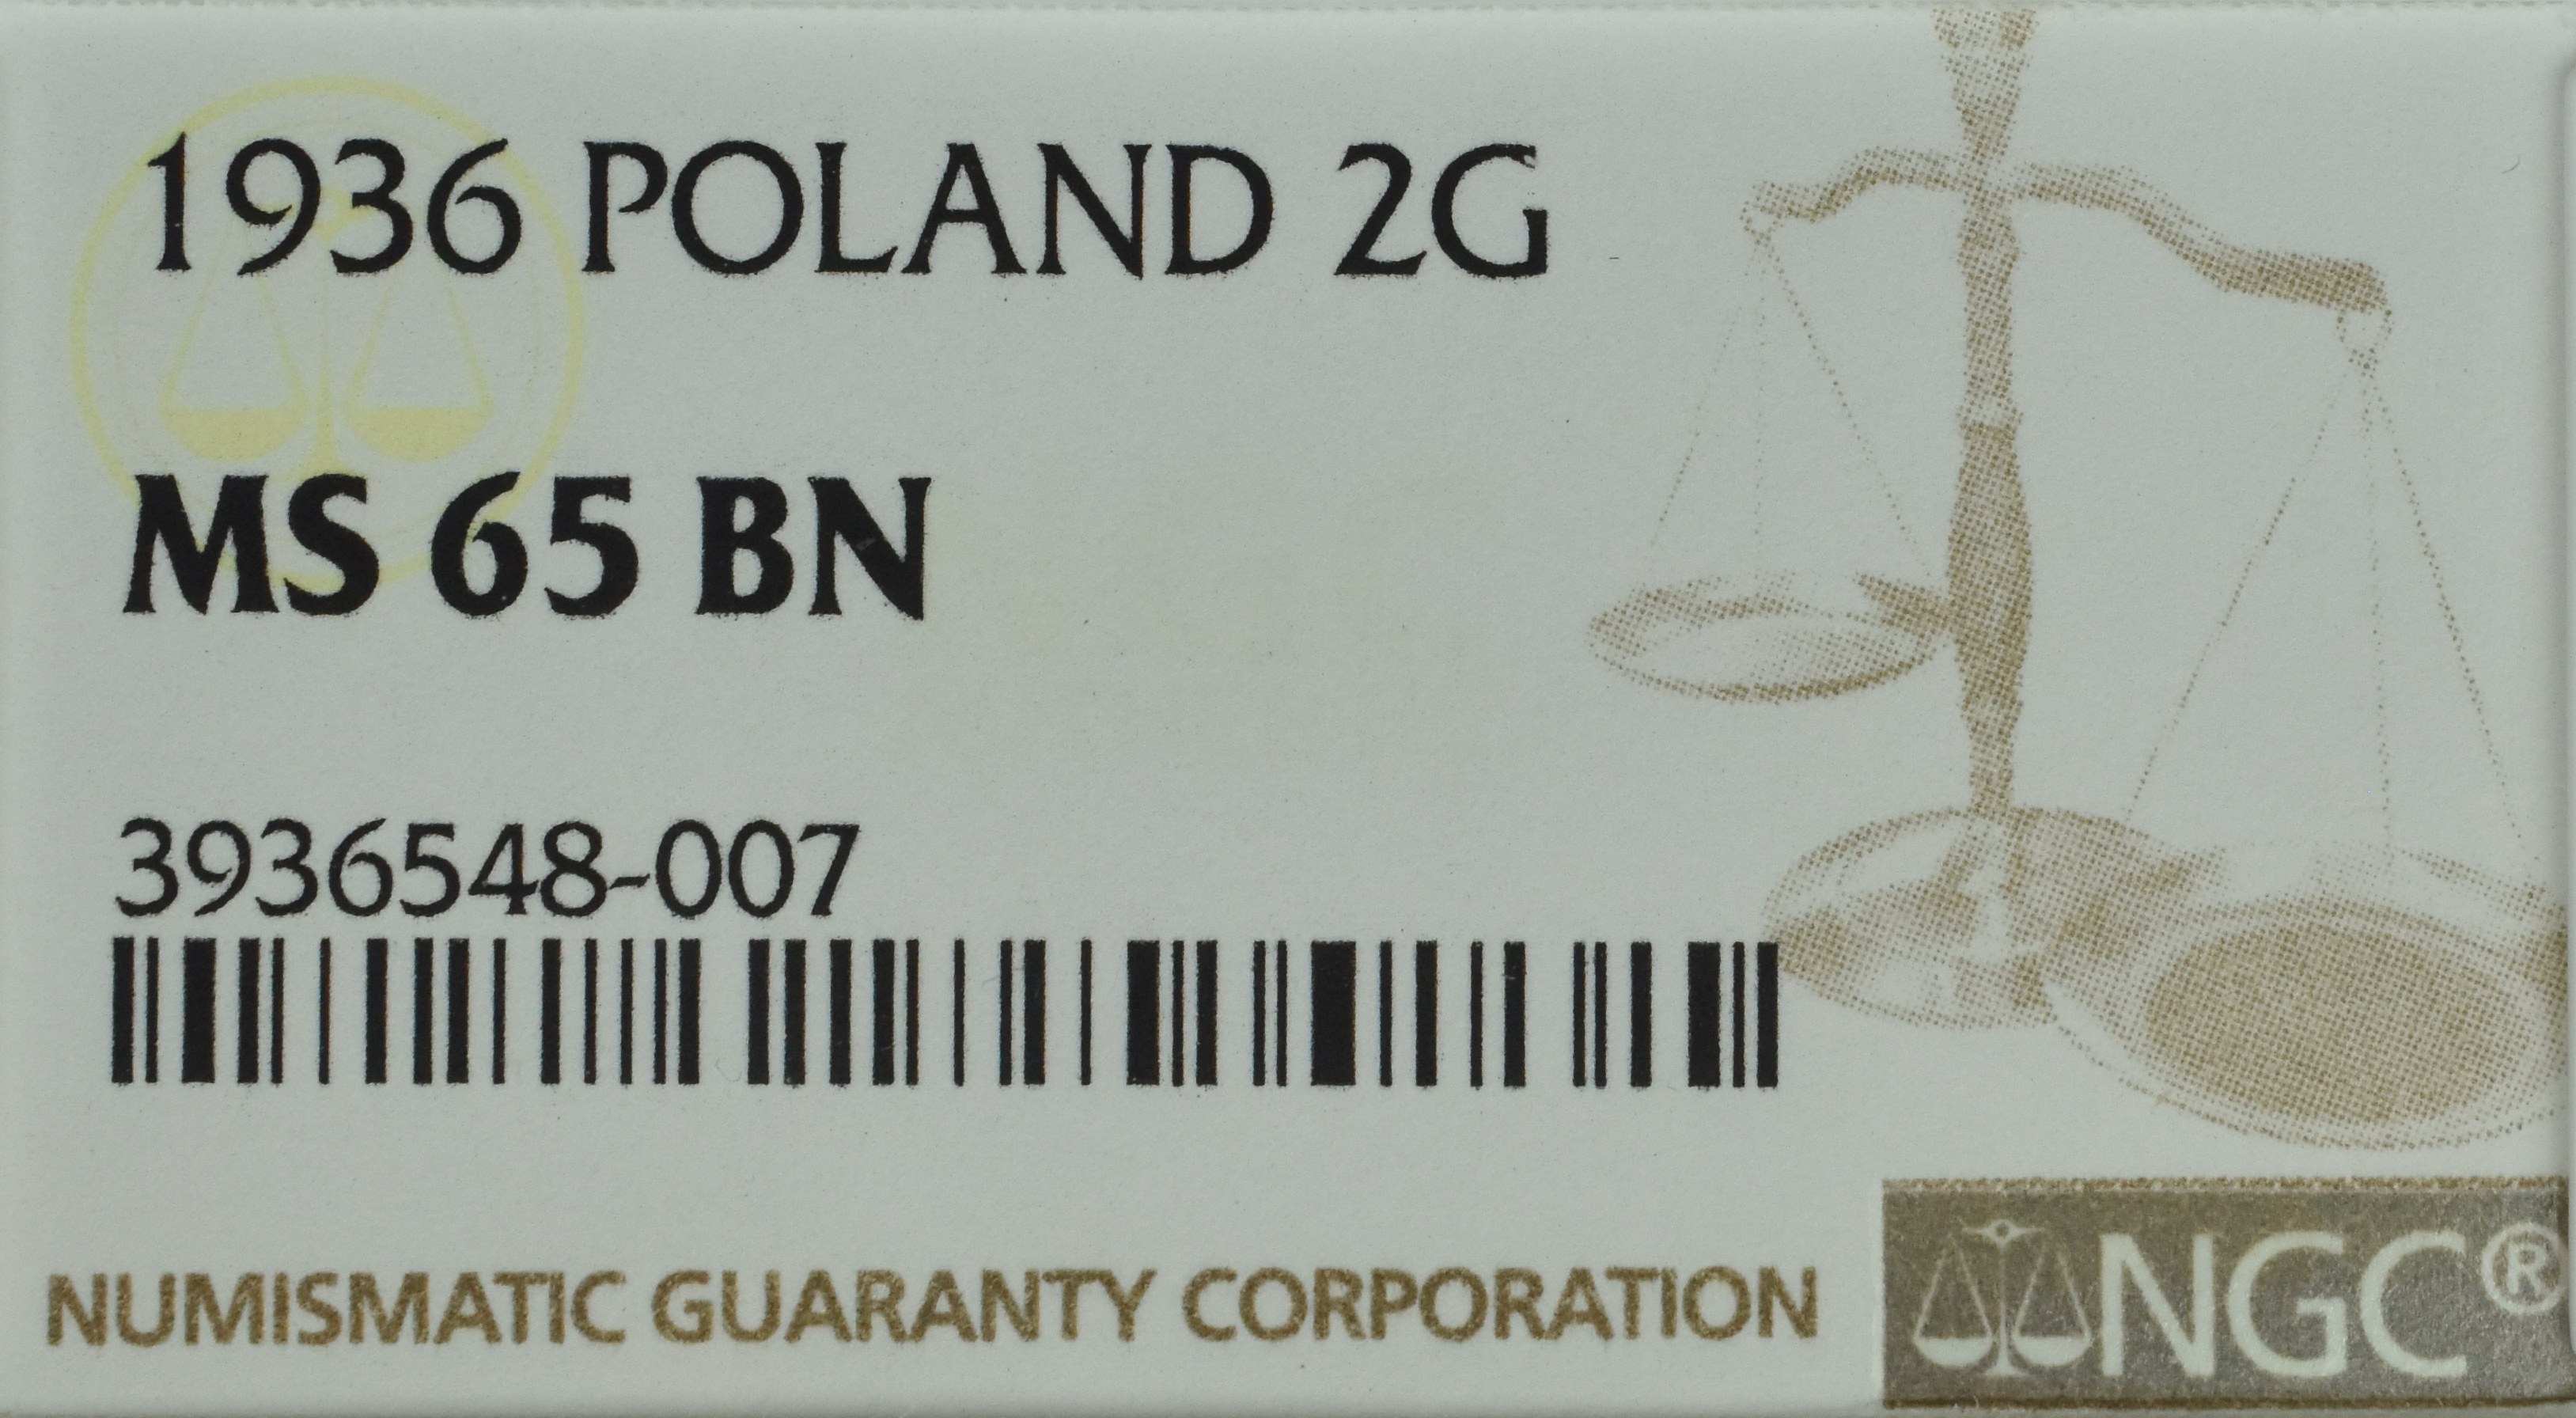 1936 POLAND 2G
MS 65 BN
3936548-007
NUMISMATIC GUARANTY CORPORATION
NGC®